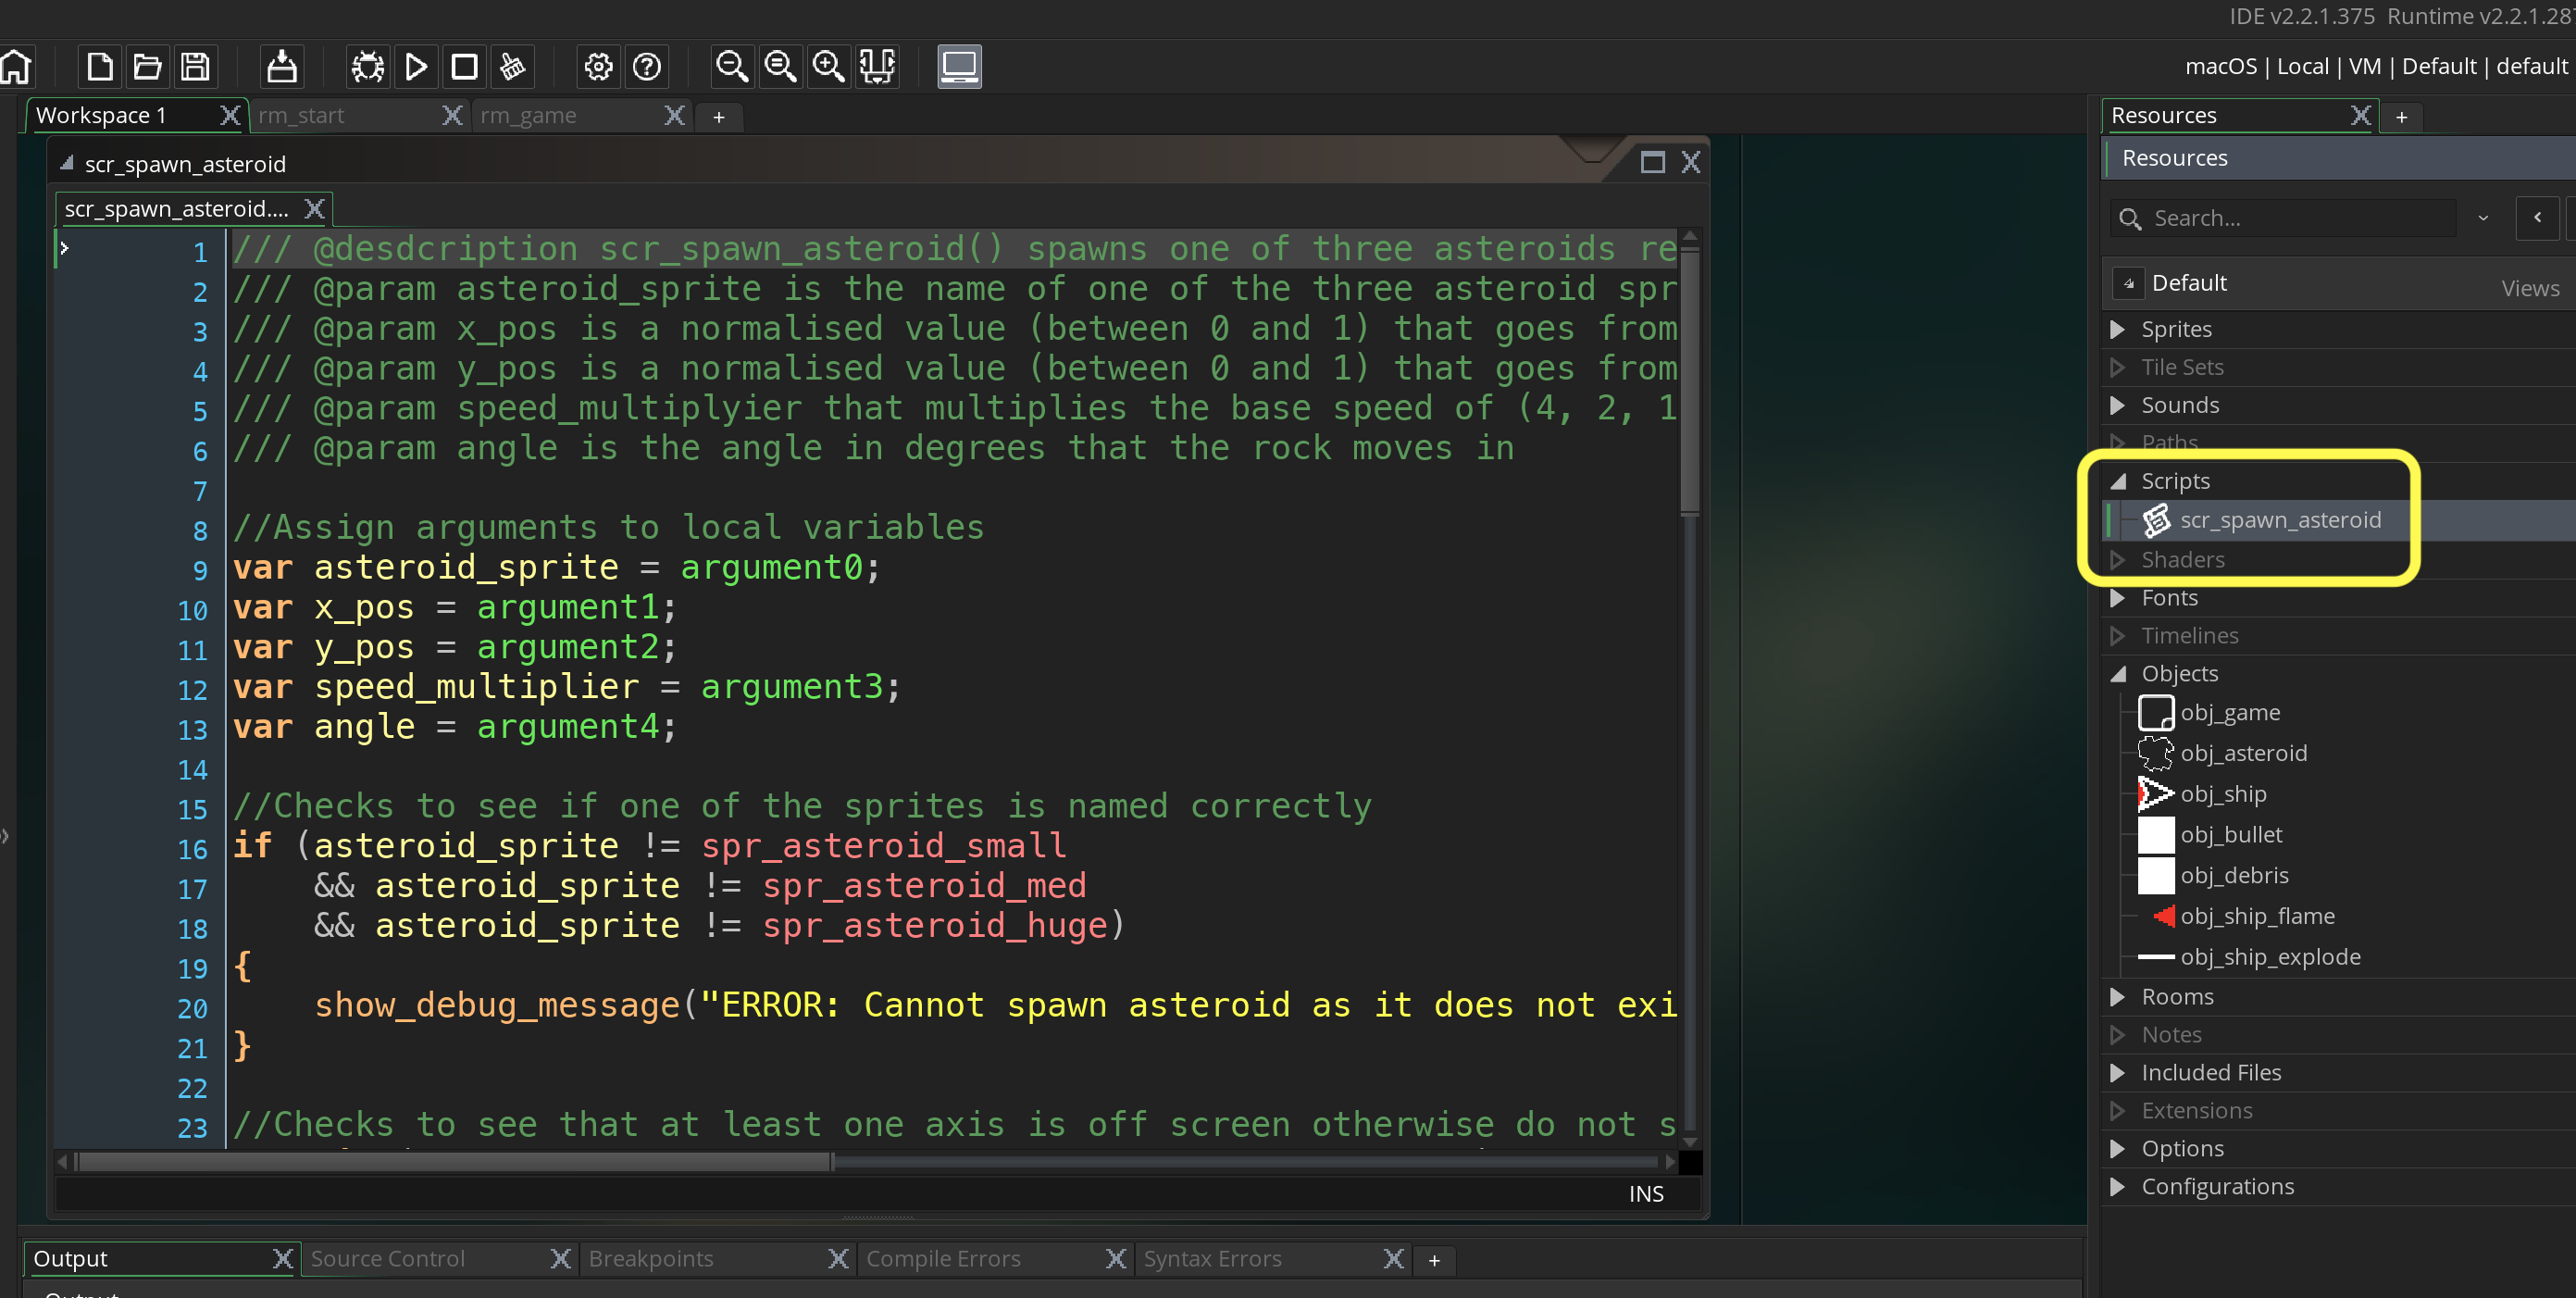 IDE v2.2.1.375 Runtime v2.2.1.287
macOS | Local | VM | Default | default
Workspace 1
rm_start
rm_game
+
scr_spawn_asteroid
scr_spawn_asteroid....
1 /// @desdcription scr_spawn_asteroid() spawns one of three asteroids re
2 /// @param asteroid_sprite is the name of one of the three asteroid spr
3 /// @param x_pos is a normalised value (between 0 and 1) that goes from
4 /// @param y_pos is a normalised value (between 0 and 1) that goes from
5 /// @param speed_multiplyier that multiplies the base speed of (4, 2, 1
6 /// @param angle is the angle in degrees that the rock moves in
7
8 //Assign arguments to local variables
9 var asteroid_sprite = argument0;
10 var x_pos = argument1;
11 var y_pos = argument2;
12 var speed_multiplier = argument3;
13 var angle = argument4;
14
15 //Checks to see if one of the sprites is named correctly
16 if (asteroid_sprite != spr_asteroid_small
17 && asteroid_sprite != spr_asteroid_med
18 && asteroid_sprite != spr_asteroid_huge)
19 {
20 show_debug_message("ERROR: Cannot spawn asteroid as it does not exi
21 }
22
23 //Checks to see that at least one axis is off screen otherwise do not s
INS
Output
Source Control
Breakpoints
Compile Errors
Syntax Errors
+
Output
Resources
+
Resources
Search...
Default
Views
Sprites
Tile Sets
Sounds
Paths
Scripts
scr_spawn_asteroid
Shaders
Fonts
Timelines
Objects
obj_game
obj_asteroid
obj_ship
obj_bullet
obj_debris
obj_ship_flame
obj_ship_explode
Rooms
Notes
Included Files
Extensions
Options
Configurations